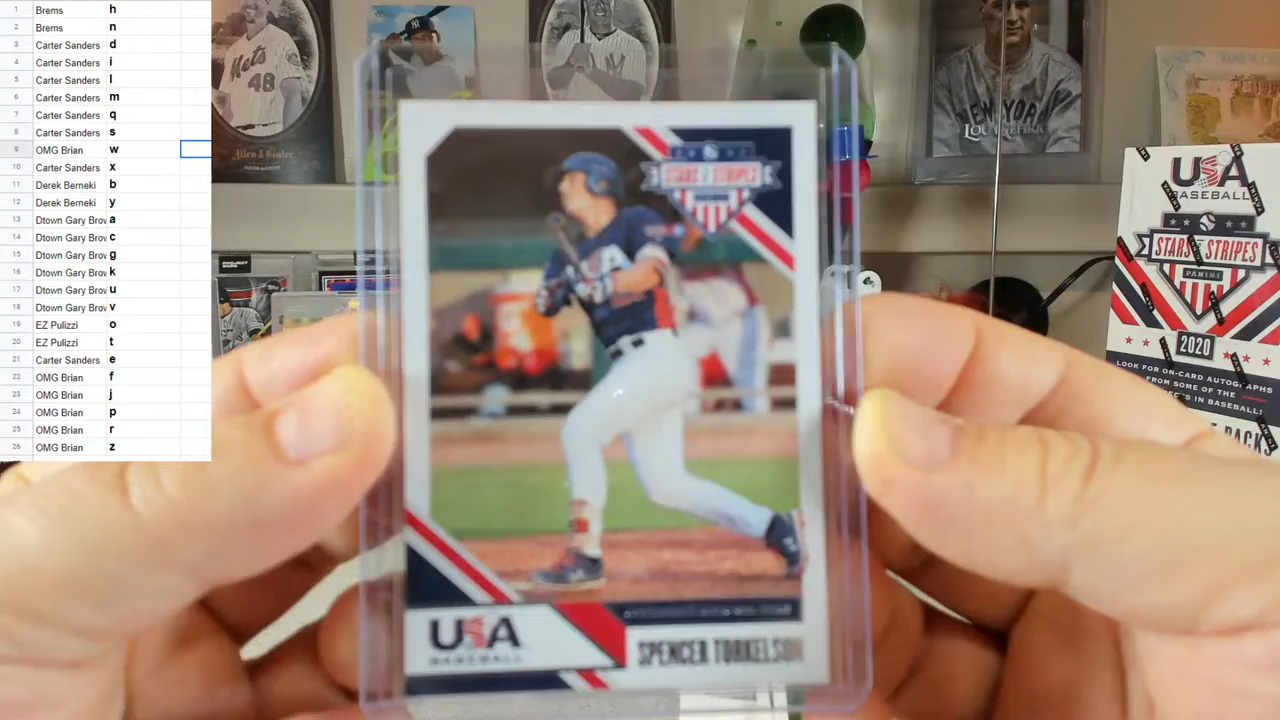 1 Brems h
2 Brems n
3 Carter Sanders d
4 Carter Sanders i
5 Carter Sanders l
6 Carter Sanders m
7 Carter Sanders q
8 Carter Sanders s
9 OMG Brian w
10 Carter Sanders x
11 Derek Berneki b
12 Derek Berneki y
13 Dtown Gary Brov a
14 Dtown Gary Brov c
15 Dtown Gary Brov g
16 Dtown Gary Brov k
17 Dtown Gary Brov u
18 Dtown Gary Brov v
19 EZ Pulizzi o
20 EZ Pulizzi t
21 Carter Sanders e
22 OMG Brian f
23 OMG Brian j
24 OMG Brian p
25 OMG Brian r
26 OMG Brian z
Mets
48
Allen & Ginter
NEW YORK
LOU GEHRIG
STARS STRIPES
USA
BASEBALL
SPENCER TORKELSON
USA
BASEBALL
STARS STRIPES
PANINI
2020
LOOK FOR ON-CARD AUTOGRAPHS
FROM SOME OF THE
IN BASEBALL!
PACKS